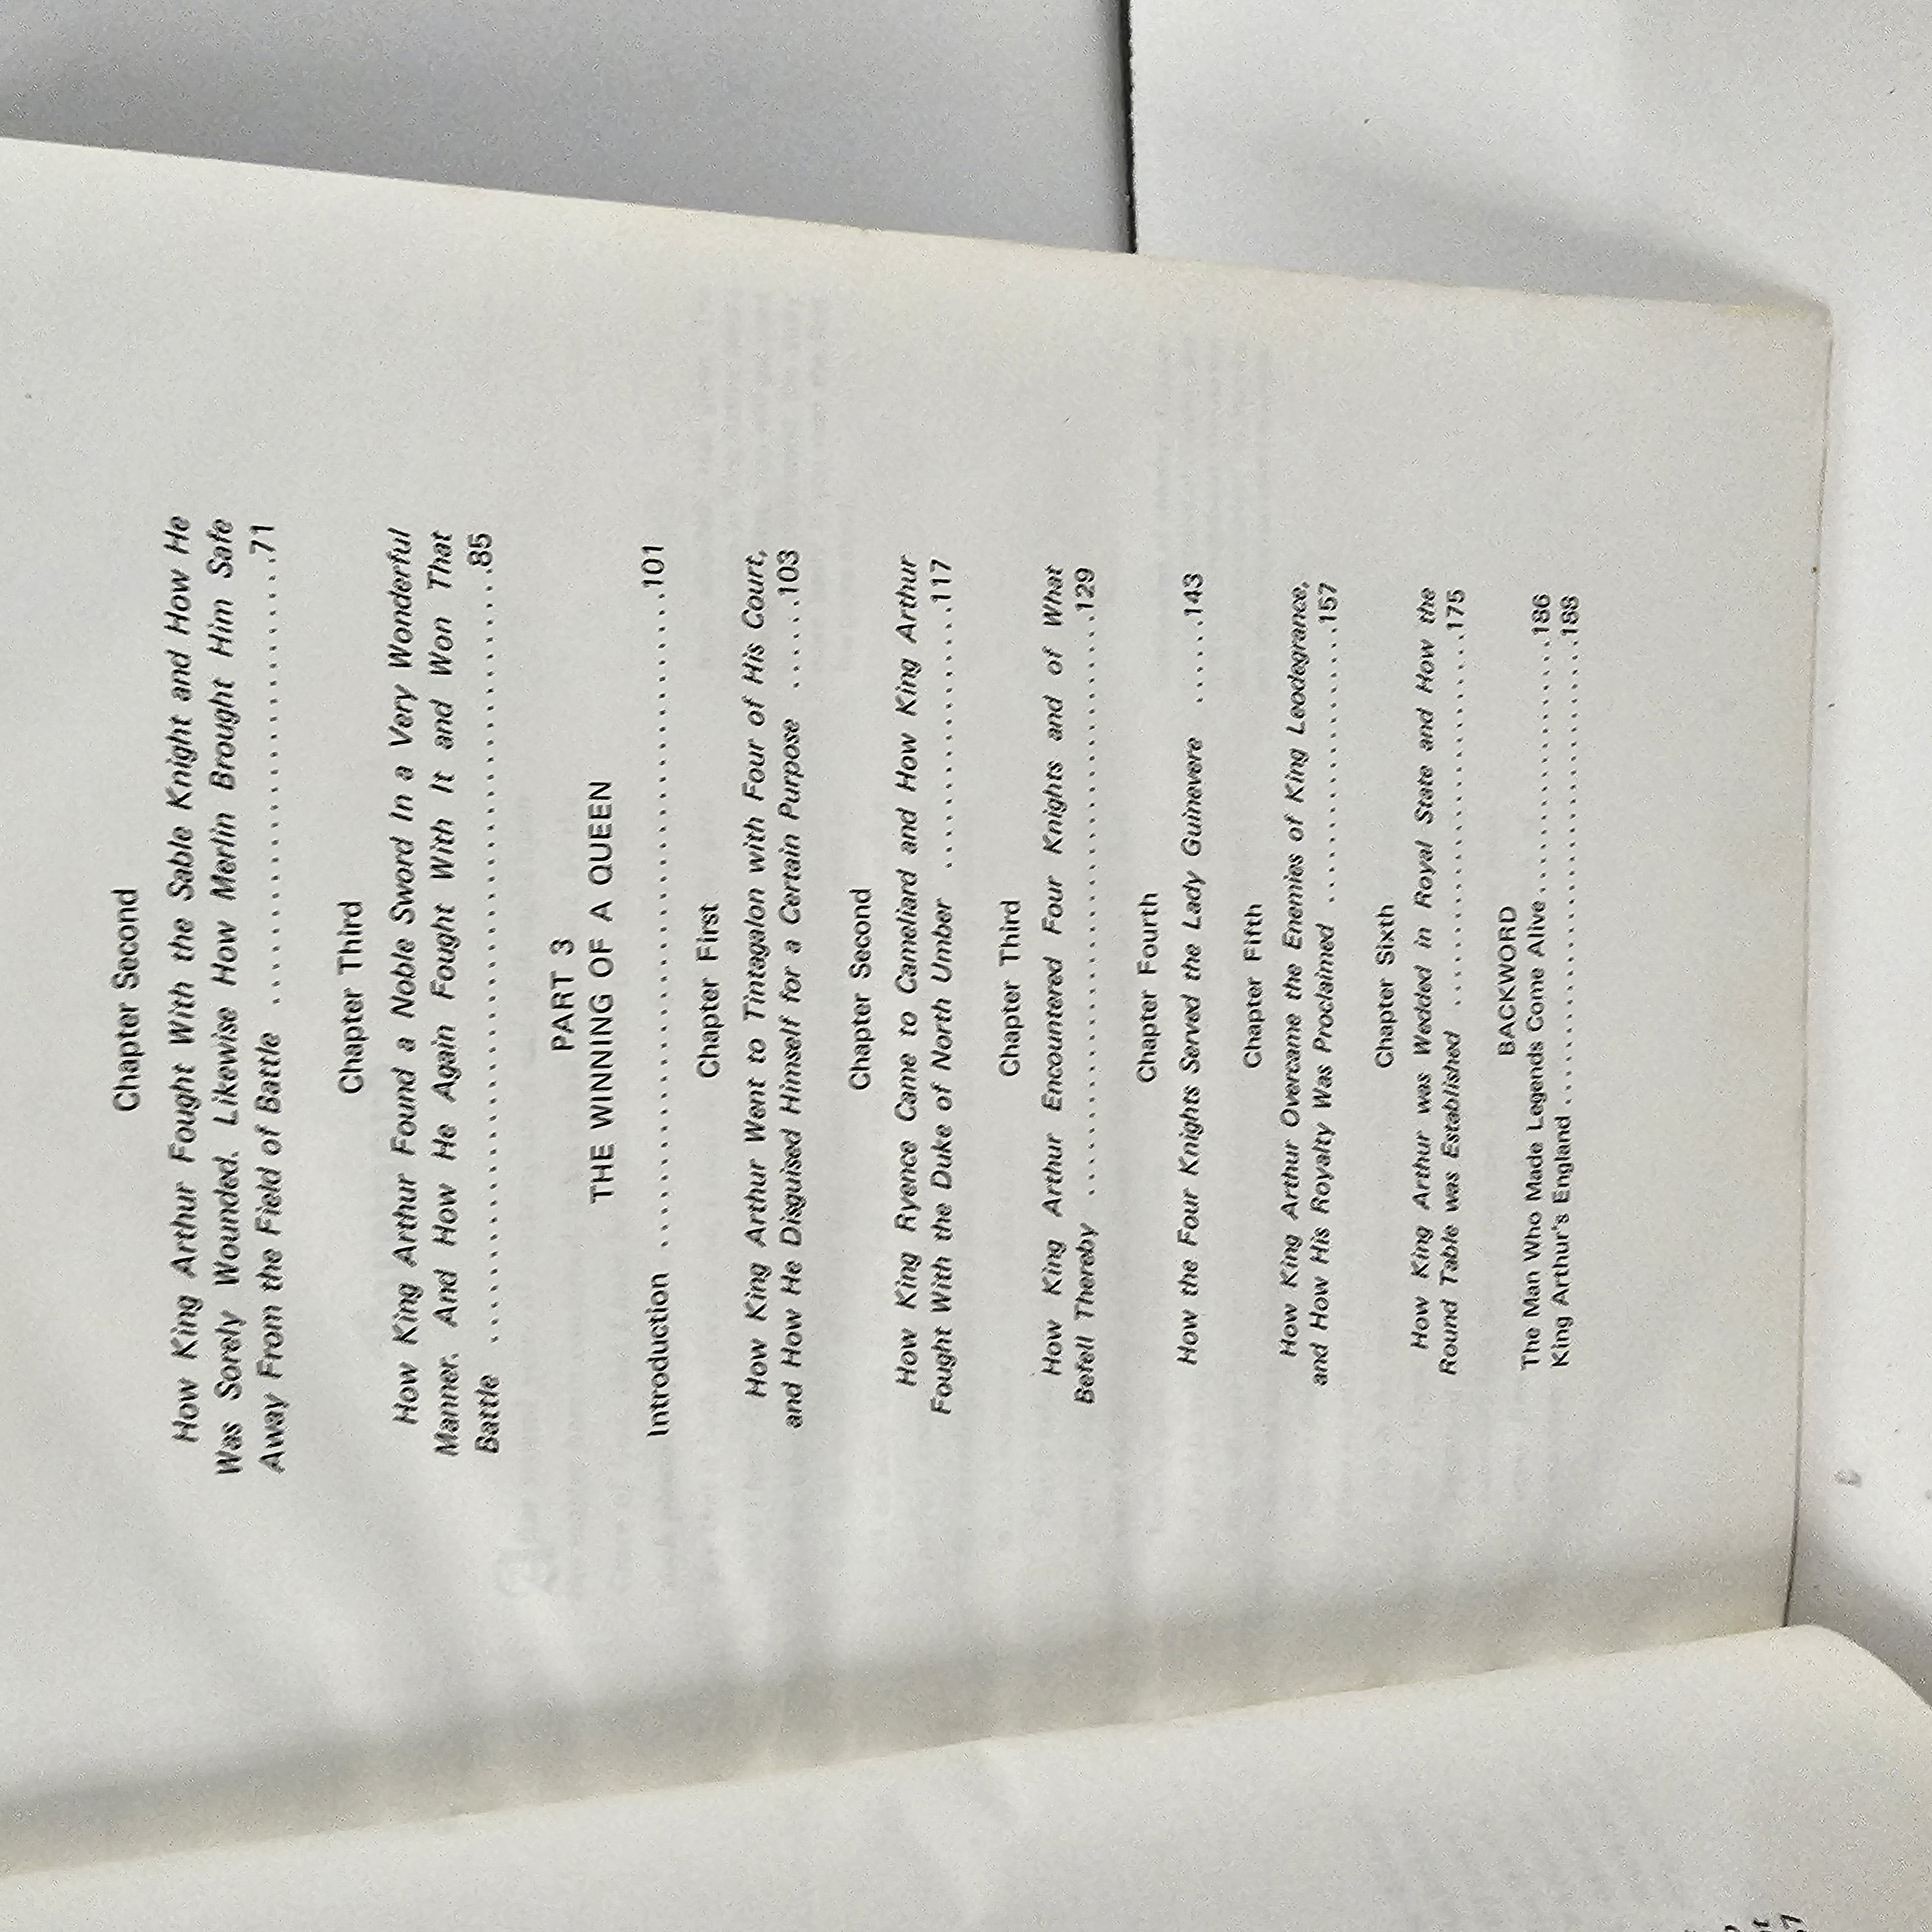 Chapter Second
How King Arthur Fought With the Sable Knight and How He
Was Sorely Wounded. Likewise How Merlin Brought Him Safe
Away From the Field of Battle ..........................71
Chapter Third
How King Arthur Found a Noble Sword In a Very Wonderful
Manner. And How He Again Fought With It and Won That
Battle ..............................................85
PART 3
THE WINNING OF A QUEEN
Introduction .........................................101
Chapter First
How King Arthur Went to Tintagalon with Four of His Court,
and How He Disguised Himself for a Certain Purpose ......103
Chapter Second
How King Ryence Came to Cameliard and How King Arthur
Fought With the Duke of North Umber .................117
Chapter Third
How King Arthur Encountered Four Knights and of What
Befell Thereby ......................................129
Chapter Fourth
How the Four Knights Served the Lady Guinevere ......143
Chapter Fifth
How King Arthur Overcame the Enemies of King Leodegrance,
and How His Royalty Was Proclaimed ...................157
Chapter Sixth
How King Arthur was Wedded in Royal State and How the
Round Table was Established ..........................175
BACKWORD
The Man Who Made Legends Come Alive..................186
King Arthur's England.................................188